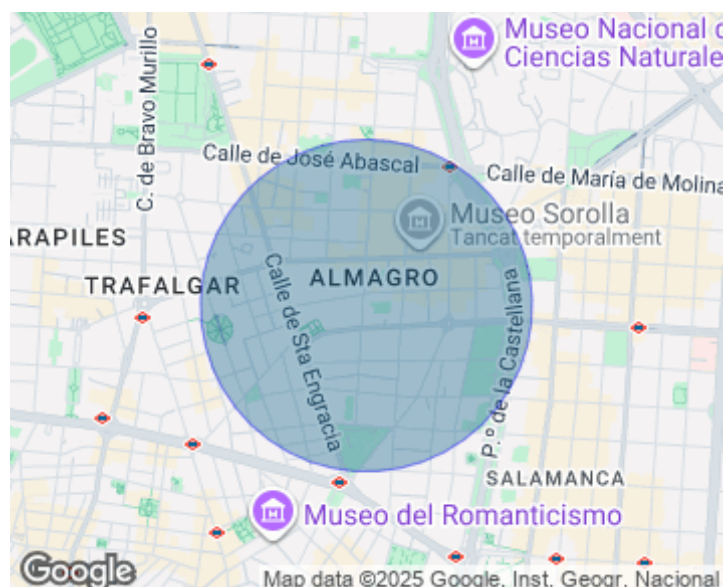 Museo Nacional d
Ciencias Naturale
C. de Bravo Murillo
Calle de José Abascal
Calle de María de Molina
Museo Sorolla
Tancat temporalment
ARAPILES
TRAFALGAR
ALMAGRO
Calle de Sta Engracia
P.º de la Castellana
SALAMANCA
Museo del Romanticismo
Google
Map data ©2025 Google, Inst. Geogr. Nacional